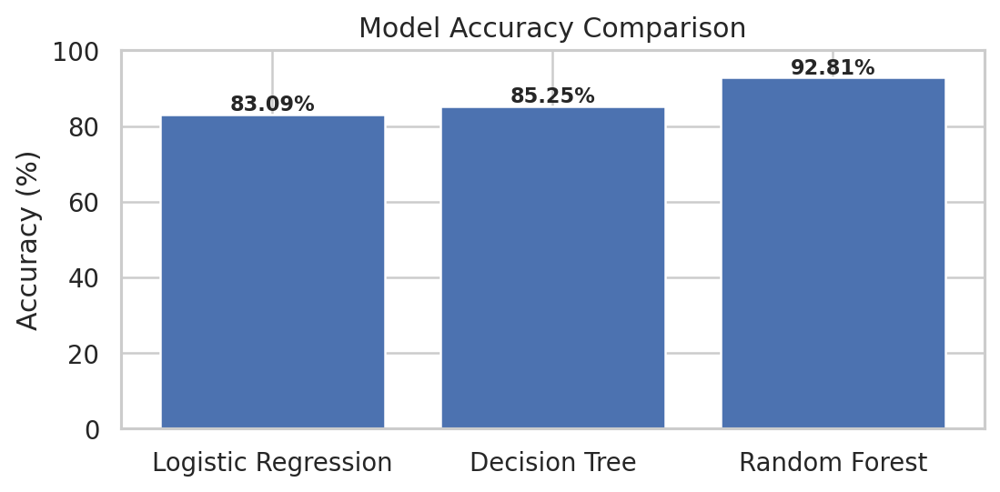 Model Accuracy Comparison
Accuracy (%)
100
80
60
40
20
0
83.09%
85.25%
92.81%
Logistic Regression
Decision Tree
Random Forest